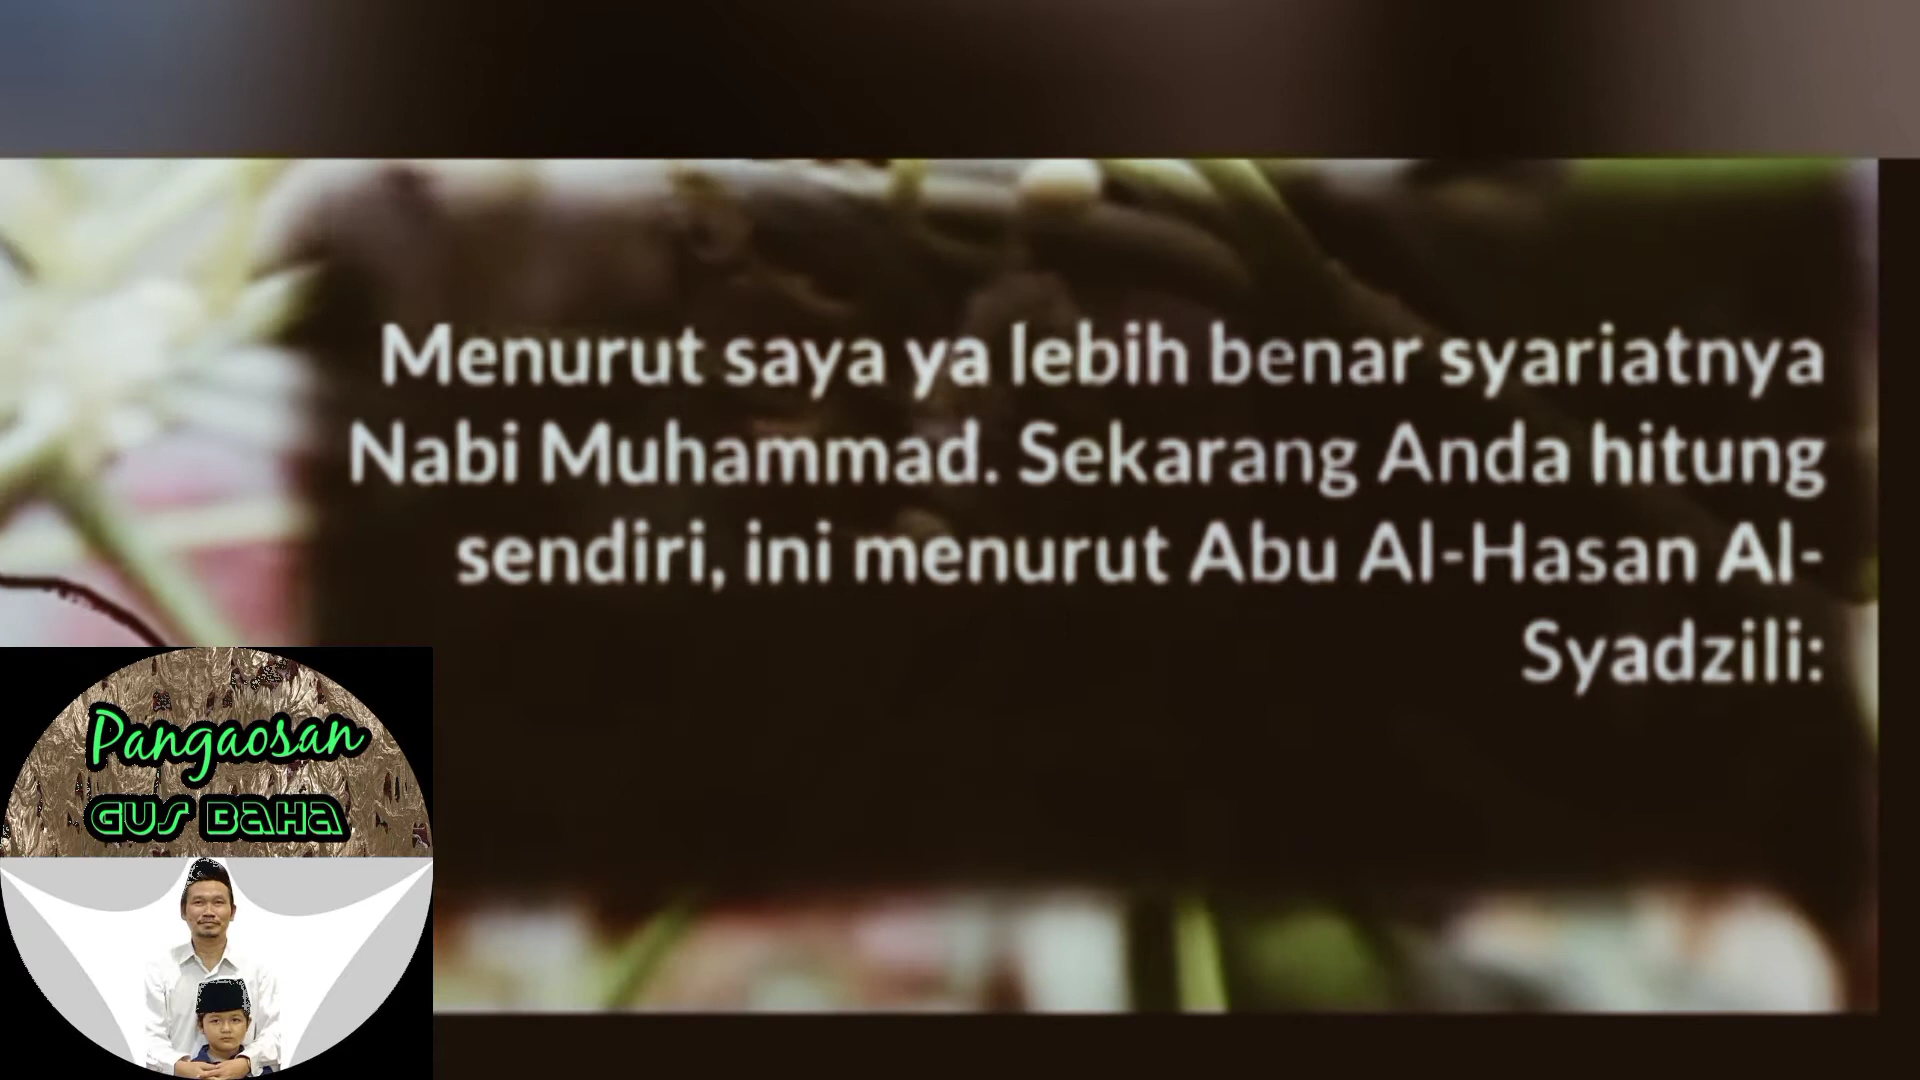 Menurut saya ya lebih benar syariatnya
Nabi Muhammad. Sekarang Anda hitung
sendiri, ini menurut Abu Al-Hasan Al-
Syadzili:
Pangaosan
GUS BAHA